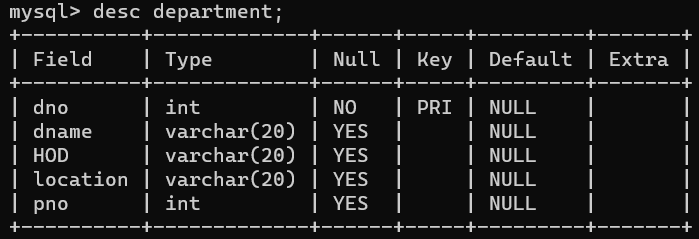 mysql> desc department;
+----------+-------------+------+-----+---------+-------+
| Field    | Type        | Null | Key | Default | Extra |
+----------+-------------+------+-----+---------+-------+
| dno      | int         | NO   | PRI | NULL    |       |
| dname    | varchar(20) | YES  |     | NULL    |       |
| HOD      | varchar(20) | YES  |     | NULL    |       |
| location | varchar(20) | YES  |     | NULL    |       |
| pno      | int         | YES  |     | NULL    |       |
+----------+-------------+------+-----+---------+-------+